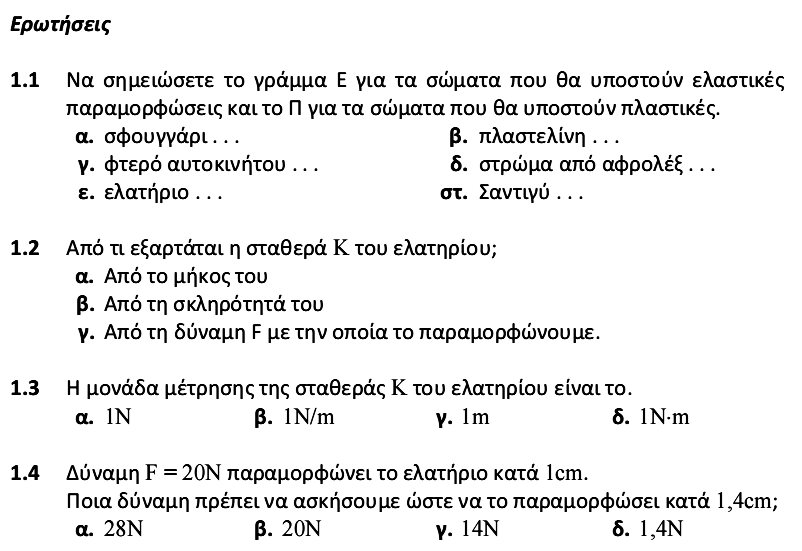 Ερωτήσεις
1.1 Να σημειώσετε το γράμμα Ε για τα σώματα που θα υποστούν ελαστικές
παραμορφώσεις και το Π για τα σώματα που θα υποστούν πλαστικές.
α. σφουγγάρι . . . β. πλαστελίνη . . .
γ. φτερό αυτοκινήτου . . . δ. στρώμα από αφρολέξ . . .
ε. ελατήριο . . . στ. Σαντιγύ . . .
1.2 Από τι εξαρτάται η σταθερά Κ του ελατηρίου;
α. Από το μήκος του
β. Από τη σκληρότητά του
γ. Από τη δύναμη F με την οποία το παραμορφώνουμε.
1.3 Η μονάδα μέτρησης της σταθεράς Κ του ελατηρίου είναι το.
α. 1N β. 1N/m γ. 1m δ. 1N·m
1.4 Δύναμη F = 20N παραμορφώνει το ελατήριο κατά 1cm.
Ποια δύναμη πρέπει να ασκήσουμε ώστε να το παραμορφώσει κατά 1,4cm;
α. 28N β. 20N γ. 14N δ. 1,4N